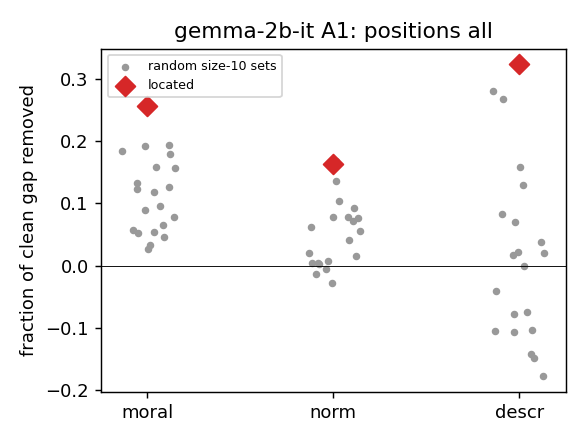 gemma-2b-it A1: positions all
random size-10 sets
located
fraction of clean gap removed
0.3
0.2
0.1
0.0
−0.1
−0.2
moral norm descr